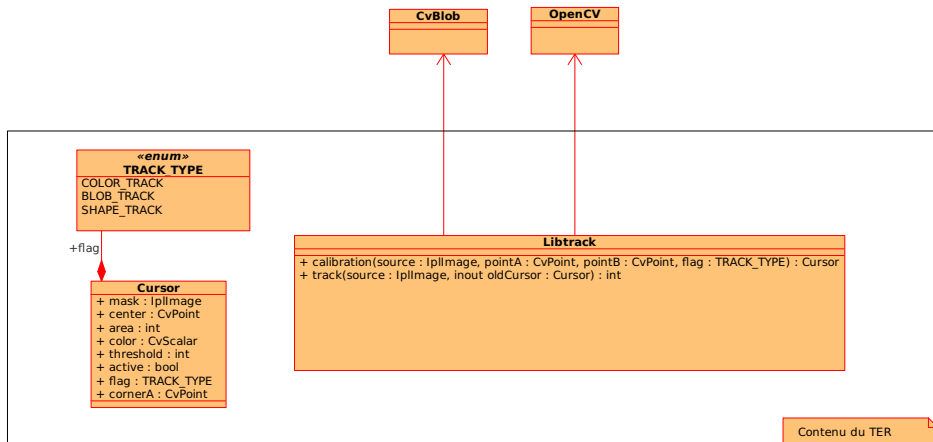 CvBlob
OpenCV
«enum»
TRACK_TYPE
COLOR_TRACK
BLOB_TRACK
SHAPE_TRACK
+flag
Cursor
+ mask : IplImage
+ center : CvPoint
+ area : int
+ color : CvScalar
+ threshold : int
+ active : bool
+ flag : TRACK_TYPE
+ cornerA : CvPoint
Libtrack
+ calibration(source : IplImage, pointA : CvPoint, pointB : CvPoint, flag : TRACK_TYPE) : Cursor
+ track(source : IplImage, inout oldCursor : Cursor) : int
Contenu du TER